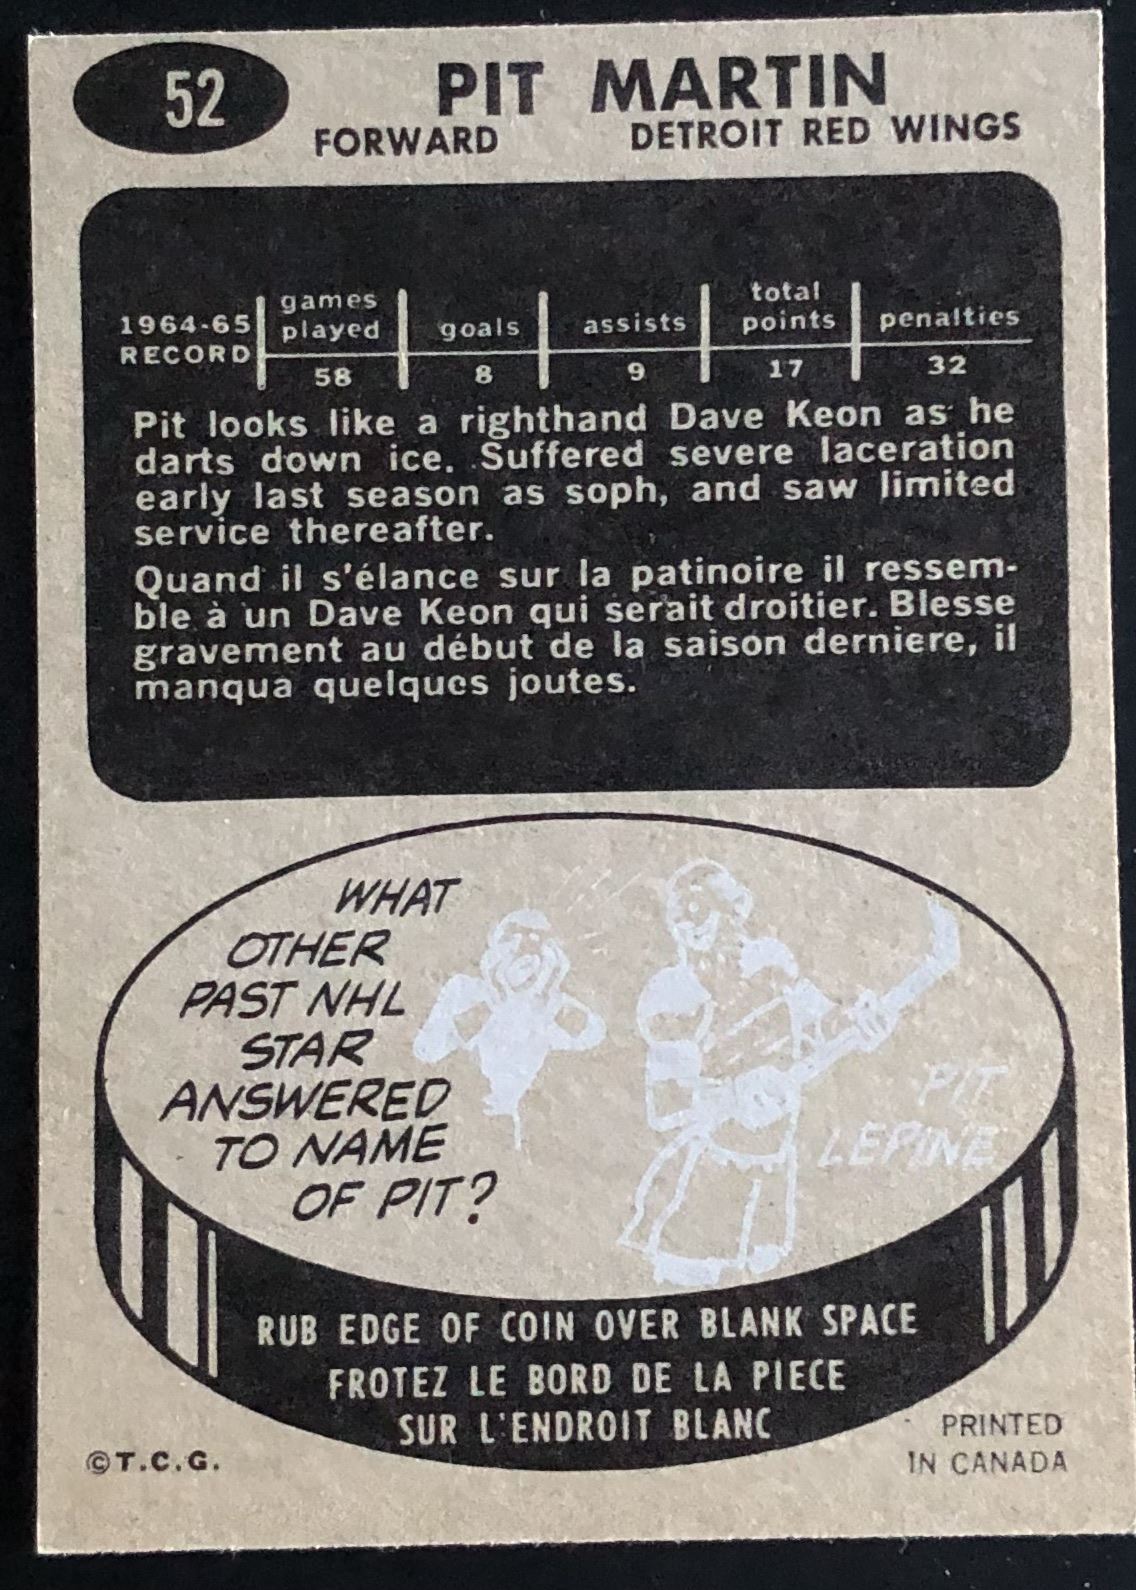 52
PIT MARTIN
FORWARD DETROIT RED WINGS
1964-65 RECORD games played goals assists total points penalties
58 8 9 17 32
Pit looks like a righthand Dave Keon as he
darts down ice. Suffered severe laceration
early last season as soph, and saw limited
service thereafter.
Quand il s'élance sur la patinoire il ressem-
ble à un Dave Keon qui serait droitier. Blesse
gravement au début de la saison derniere, il
manqua quelques joutes.
WHAT
OTHER
PAST NHL
STAR
ANSWERED
TO NAME
OF PIT?
PIT
LEPINE
RUB EDGE OF COIN OVER BLANK SPACE
FROTEZ LE BORD DE LA PIECE
SUR L'ENDROIT BLANC
©T.C.G.
PRINTED
IN CANADA